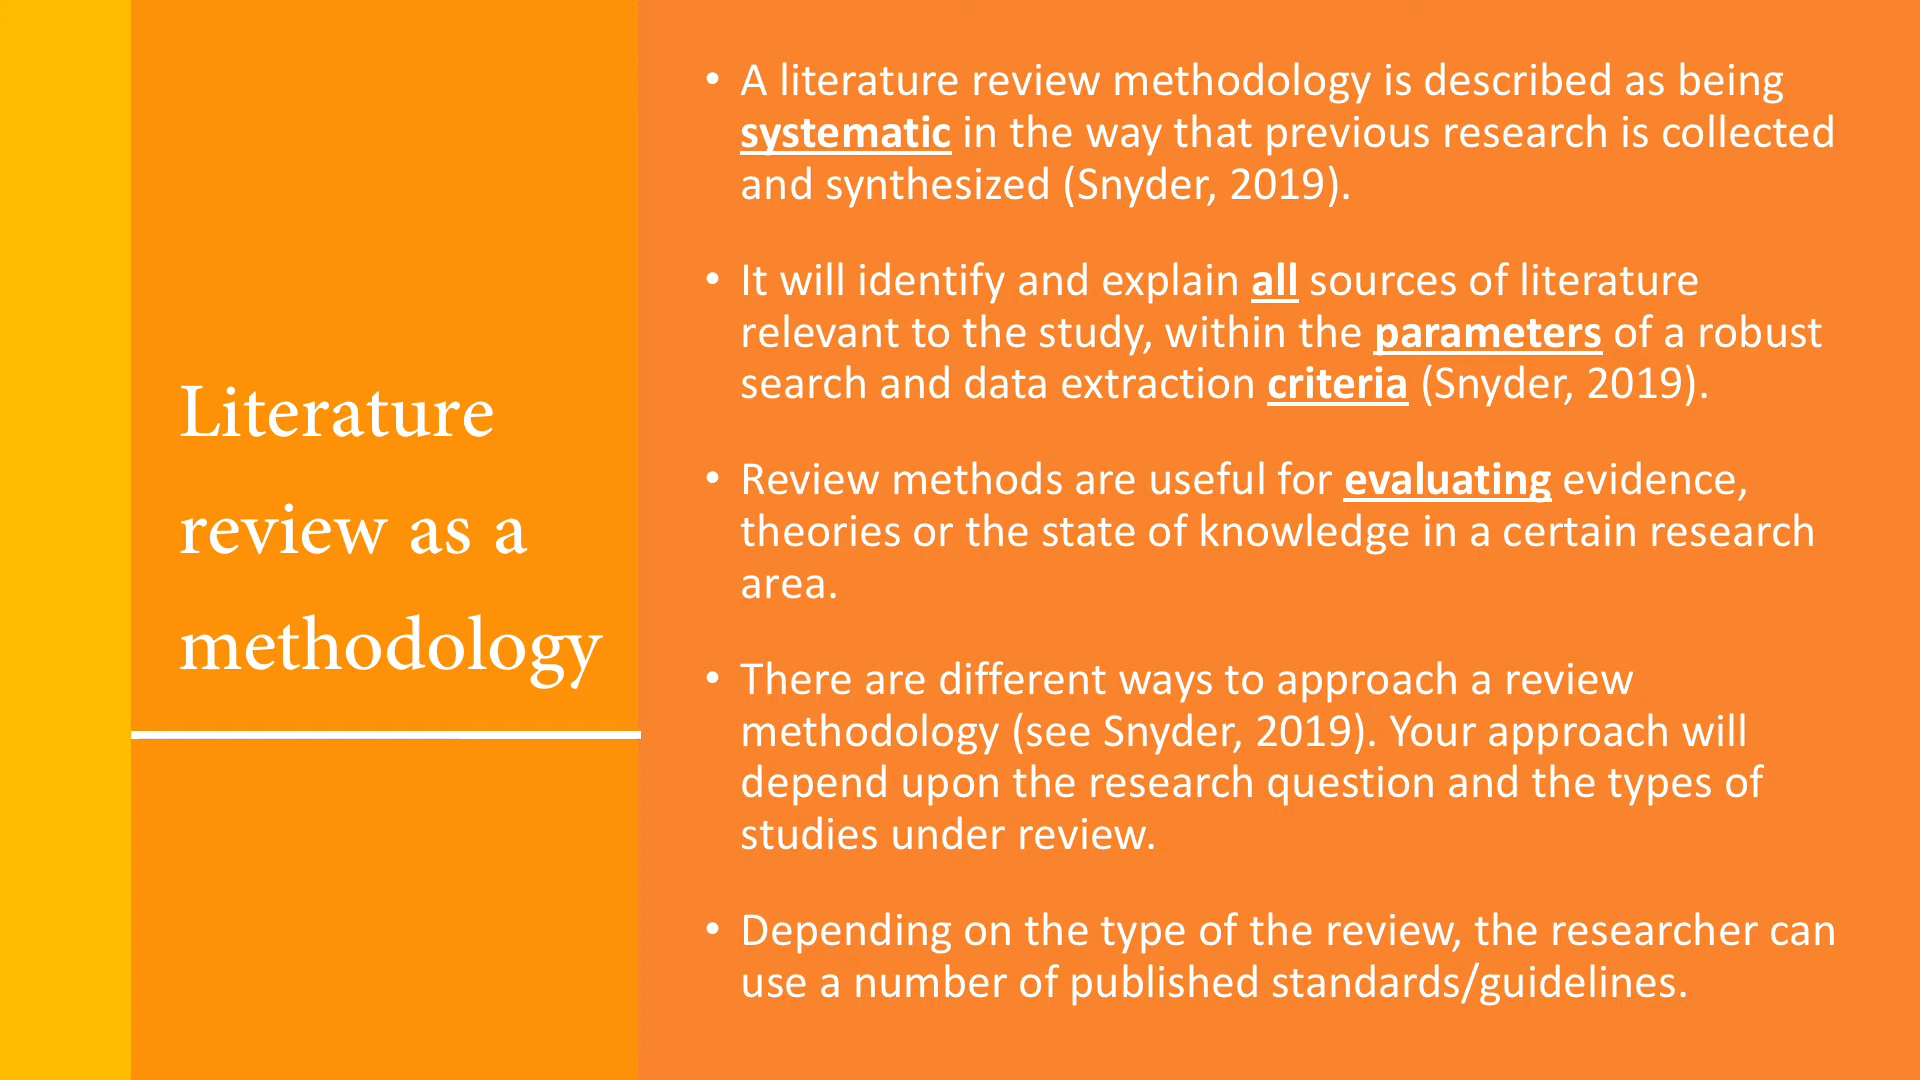 Literature
review as a
methodology
• A literature review methodology is described as being
systematic in the way that previous research is collected
and synthesized (Snyder, 2019).
• It will identify and explain all sources of literature
relevant to the study, within the parameters of a robust
search and data extraction criteria (Snyder, 2019).
• Review methods are useful for evaluating evidence,
theories or the state of knowledge in a certain research
area.
• There are different ways to approach a review
methodology (see Snyder, 2019). Your approach will
depend upon the research question and the types of
studies under review.
• Depending on the type of the review, the researcher can
use a number of published standards/guidelines.